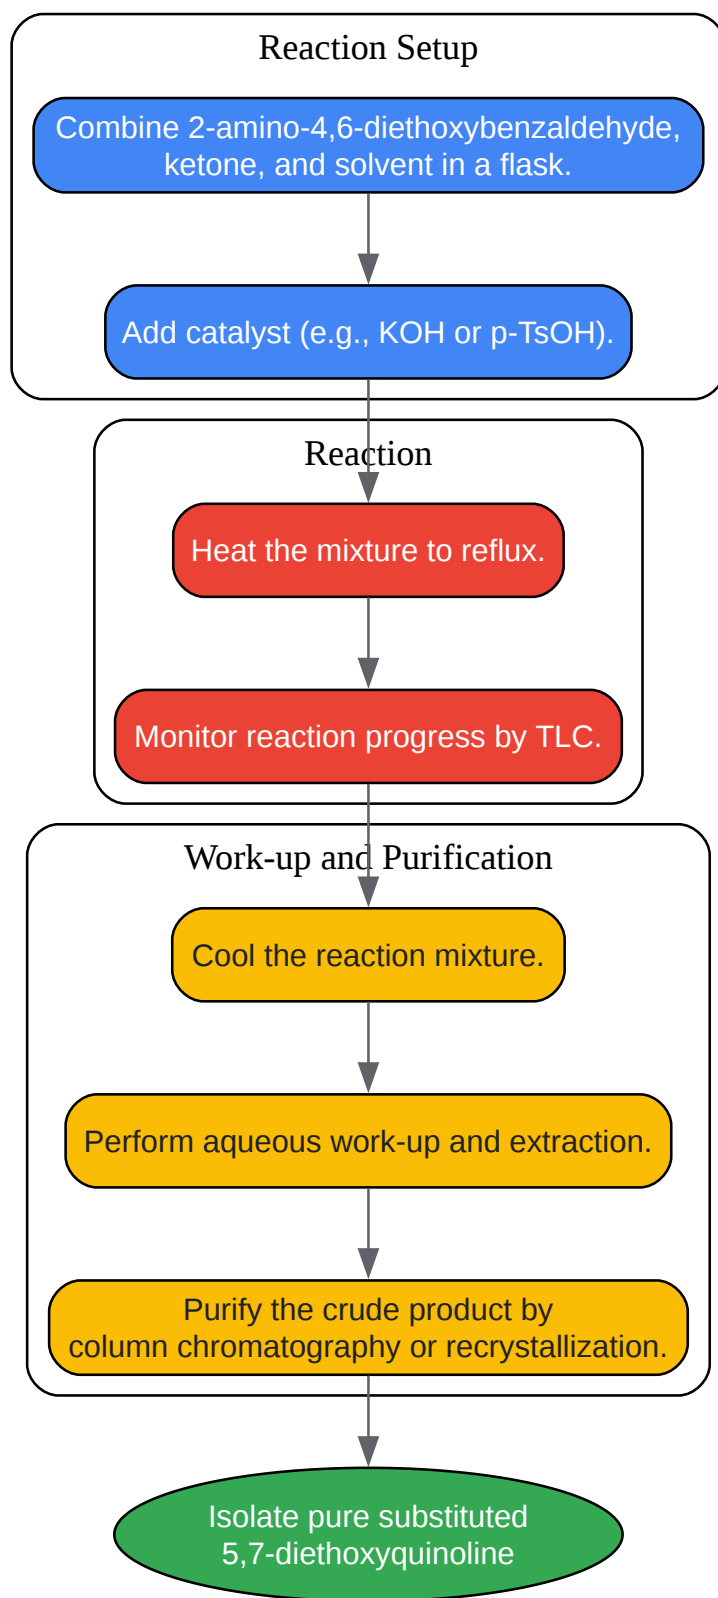 Reaction Setup
Combine 2-amino-4,6-diethoxybenzaldehyde,
ketone, and solvent in a flask.
Add catalyst (e.g., KOH or p-TsOH).
Reaction
Heat the mixture to reflux.
Monitor reaction progress by TLC.
Work-up and Purification
Cool the reaction mixture.
Perform aqueous work-up and extraction.
Purify the crude product by
column chromatography or recrystallization.
Isolate pure substituted
5,7-diethoxyquinoline